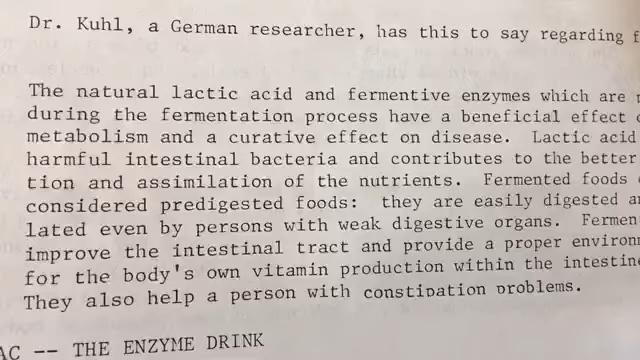 Dr. Kuhl, a German researcher, has this to say regarding
The natural lactic acid and fermentive enzymes which are
during the fermentation process have a beneficial effect
metabolism and a curative effect on disease. Lactic acid
harmful intestinal bacteria and contributes to the better
tion and assimilation of the nutrients. Fermented foods
considered predigested foods: they are easily digested
lated even by persons with weak digestive organs.
improve the intestinal tract and provide a proper
for the body's own vitamin production within the
They also help a person with constipation problems.
AC -- THE ENZYME DRINK